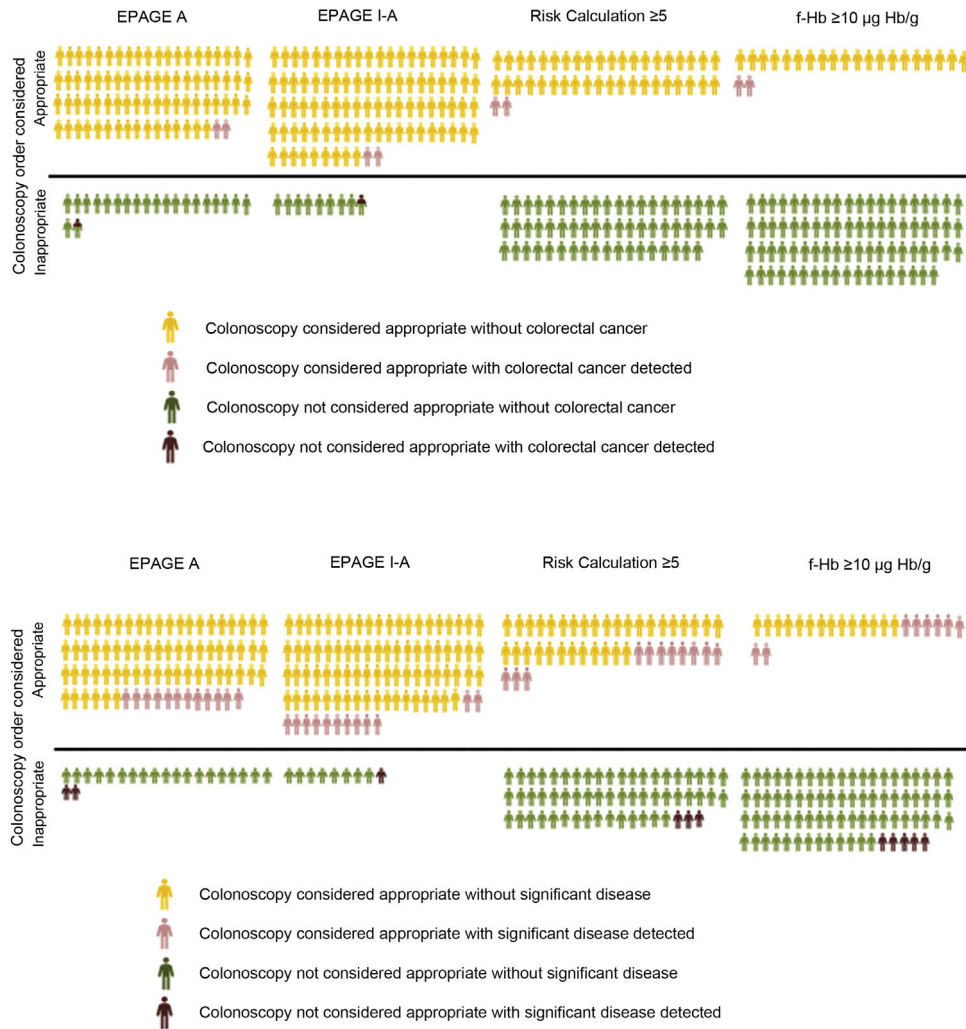 EPAGE A
EPAGE I-A
Risk Calculation ≥5
f-Hb ≥10 μg Hb/g
Colonoscopy order considered
Appropriate
Inappropriate
Colonoscopy considered appropriate without colorectal cancer
Colonoscopy considered appropriate with colorectal cancer detected
Colonoscopy not considered appropriate without colorectal cancer
Colonoscopy not considered appropriate with colorectal cancer detected
EPAGE A
EPAGE I-A
Risk Calculation ≥5
f-Hb ≥10 μg Hb/g
Colonoscopy order considered
Appropriate
Inappropriate
Colonoscopy considered appropriate without significant disease
Colonoscopy considered appropriate with significant disease detected
Colonoscopy not considered appropriate without significant disease
Colonoscopy not considered appropriate with significant disease detected